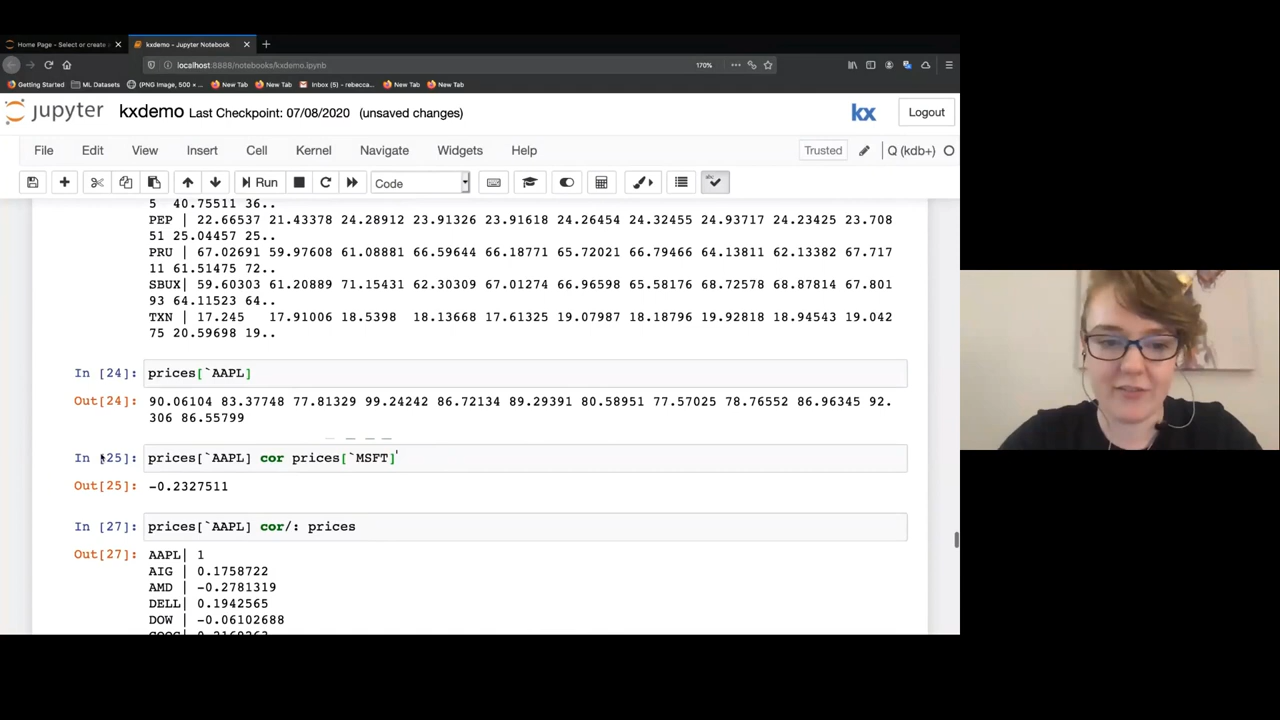 Home Page - Select or create
kxdemo - Jupyter Notebook
localhost:8888/notebooks/kxdemo.ipynb
170%
Getting Started
ML Datasets
(PNG Image, 500 ×
New Tab
New Tab
Inbox (5) - rebecca...
New Tab
New Tab
jupyter
kxdemo Last Checkpoint: 07/08/2020 (unsaved changes)
kx
Logout
File Edit View Insert Cell Kernel Navigate Widgets Help
Trusted
Q (kdb+)
Run
Code
5 40.75511 36..
PEP | 22.66537 21.43378 24.28912 23.91326 23.91618 24.26454 24.32455 24.93717 24.23425 23.708
51 25.04457 25..
PRU | 67.02691 59.97608 61.08881 66.59644 66.18771 65.72021 66.79466 64.13811 62.13382 67.717
11 61.51475 72..
SBUX| 59.60303 61.20889 71.15431 62.30309 67.01274 66.96598 65.58176 68.72578 68.87814 67.801
93 64.11523 64..
TXN | 17.245 17.91006 18.5398 18.13668 17.61325 19.07987 18.18796 19.92818 18.94543 19.042
75 20.59698 19..
In [24]: prices[`AAPL]
Out[24]: 90.06104 83.37748 77.81329 99.24242 86.72134 89.29391 80.58951 77.57025 78.76552 86.96345 92.
306 86.55799
In [25]: prices[`AAPL] cor prices[`MSFT]
Out[25]: -0.2327511
In [27]: prices[`AAPL] cor/: prices
Out[27]: AAPL| 1
AIG | 0.1758722
AMD | -0.2781319
DELL| 0.1942565
DOW | -0.06102688